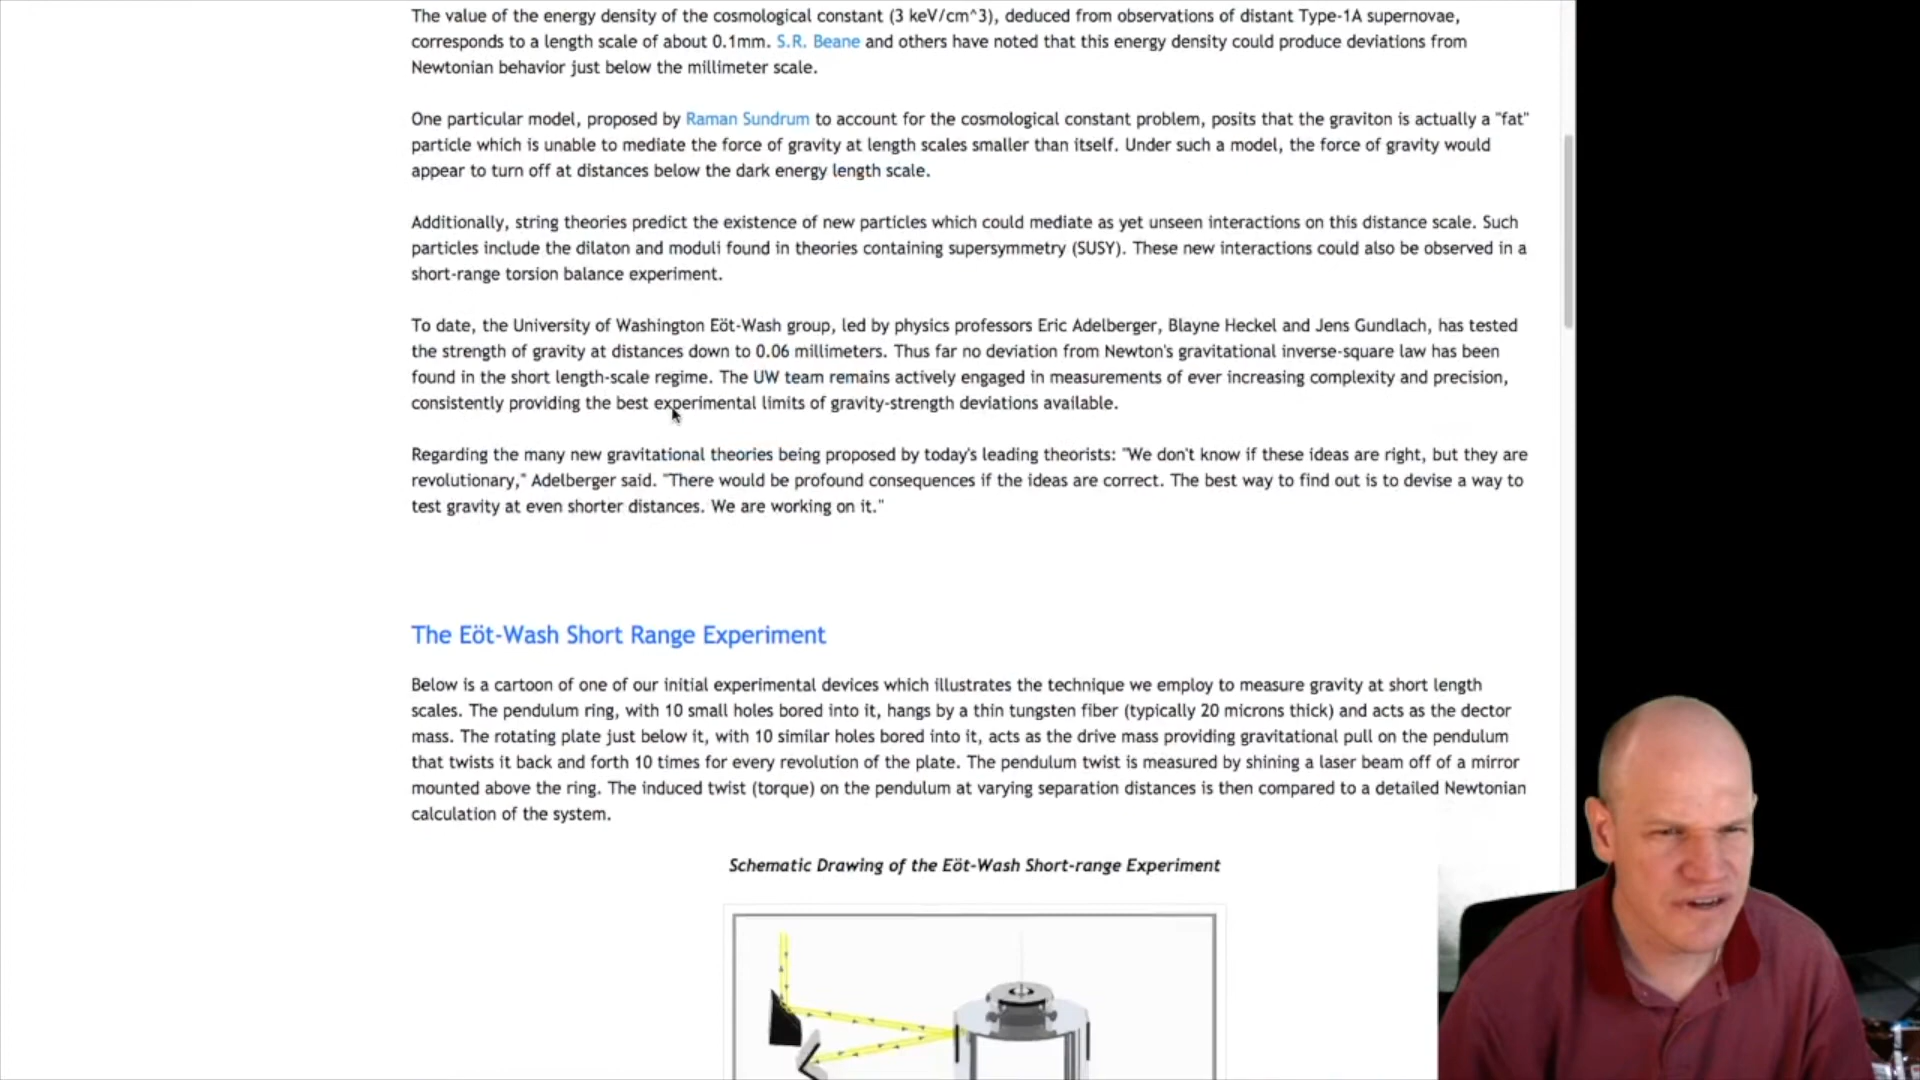 The value of the energy density of the cosmological constant (3 keV/cm^3), deduced from observations of distant Type-1A supernovae,
corresponds to a length scale of about 0.1mm. S.R. Beane and others have noted that this energy density could produce deviations from
Newtonian behavior just below the millimeter scale.
One particular model, proposed by Raman Sundrum to account for the cosmological constant problem, posits that the graviton is actually a "fat"
particle which is unable to mediate the force of gravity at length scales smaller than itself. Under such a model, the force of gravity would
appear to turn off at distances below the dark energy length scale.
Additionally, string theories predict the existence of new particles which could mediate as yet unseen interactions on this distance scale. Such
particles include the dilaton and moduli found in theories containing supersymmetry (SUSY). These new interactions could also be observed in a
short-range torsion balance experiment.
To date, the University of Washington Eöt-Wash group, led by physics professors Eric Adelberger, Blayne Heckel and Jens Gundlach, has tested
the strength of gravity at distances down to 0.06 millimeters. Thus far no deviation from Newton's gravitational inverse-square law has been
found in the short length-scale regime. The UW team remains actively engaged in measurements of ever increasing complexity and precision,
consistently providing the best experimental limits of gravity-strength deviations available.
Regarding the many new gravitational theories being proposed by today's leading theorists: "We don't know if these ideas are right, but they are
revolutionary," Adelberger said. "There would be profound consequences if the ideas are correct. The best way to find out is to devise a way to
test gravity at even shorter distances. We are working on it."
The Eöt-Wash Short Range Experiment
Below is a cartoon of one of our initial experimental devices which illustrates the technique we employ to measure gravity at short length
scales. The pendulum ring, with 10 small holes bored into it, hangs by a thin tungsten fiber (typically 20 microns thick) and acts as the dector
mass. The rotating plate just below it, with 10 similar holes bored into it, acts as the drive mass providing gravitational pull on the pendulum
that twists it back and forth 10 times for every revolution of the plate. The pendulum twist is measured by shining a laser beam off of a mirror
mounted above the ring. The induced twist (torque) on the pendulum at varying separation distances is then compared to a detailed Newtonian
calculation of the system.
Schematic Drawing of the Eöt-Wash Short-range Experiment